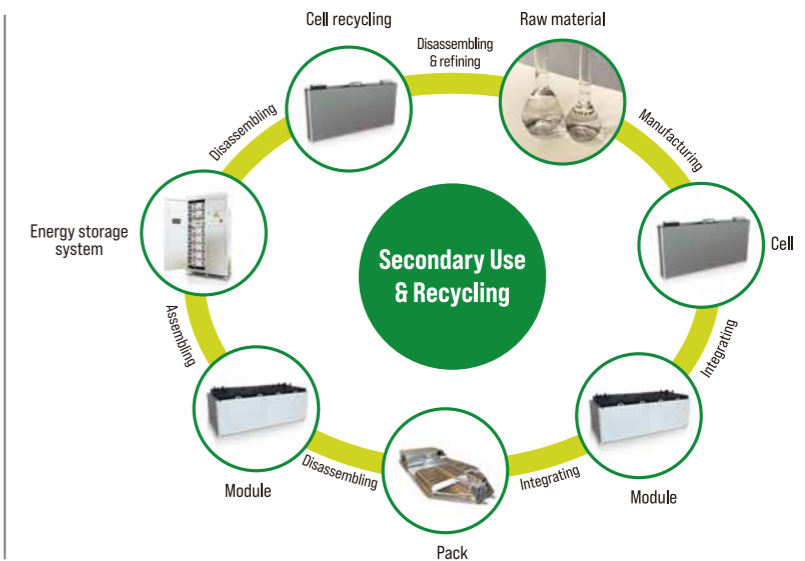 Cell recycling
Disassembling
& refining
Raw material
Manufacturing
Cell
Integrating
Module
Integrating
Pack
Disassembling
Module
Assembling
Energy storage
system
Disassembling
Secondary Use
& Recycling